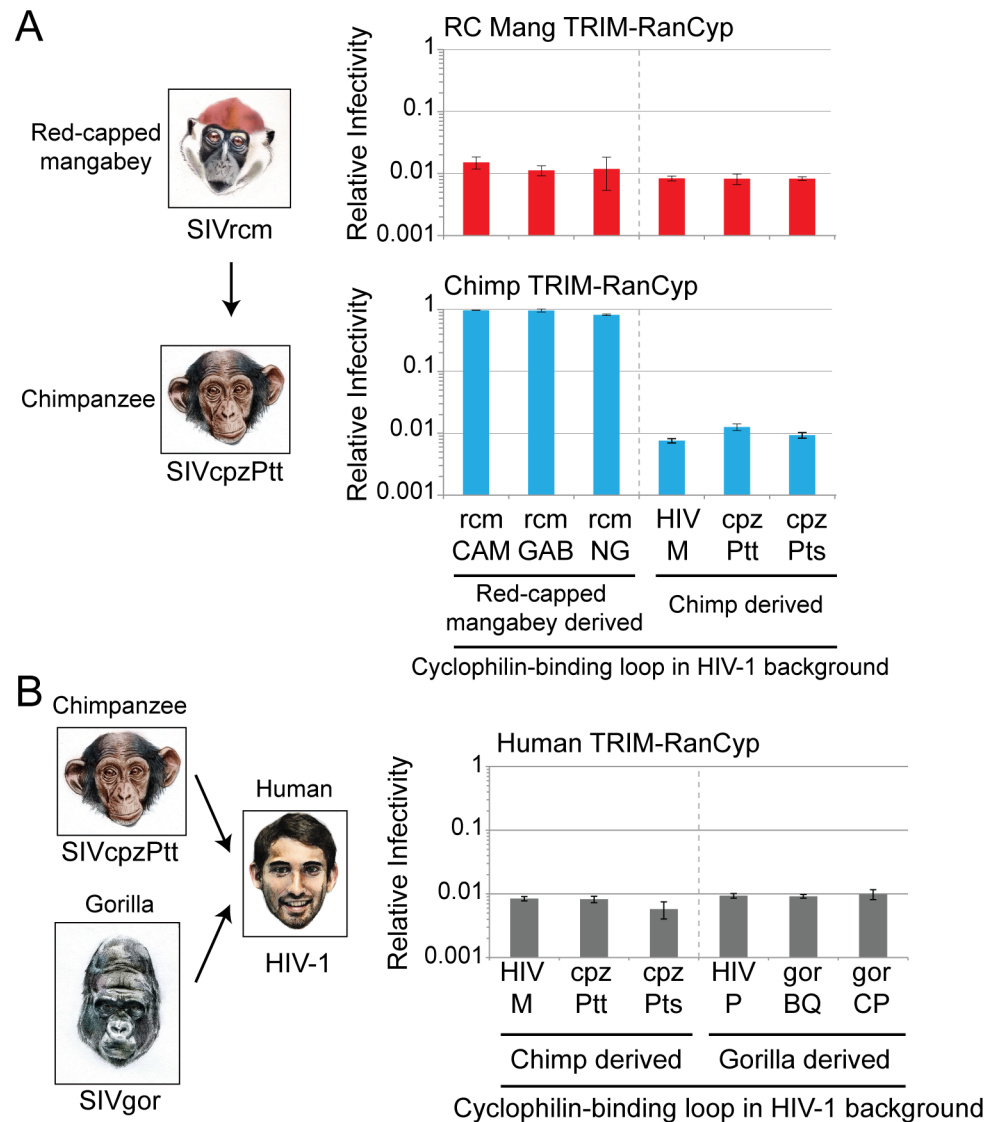 A
Red-capped
mangabey
SIVrcm
Chimpanzee
SIVcpzPtt
RC Mang TRIM-RanCyp
Relative Infectivity
1
0.1
0.01
0.001
Chimp TRIM-RanCyp
Relative Infectivity
1
0.1
0.01
0.001
rcm rcm rcm HIV cpz cpz
CAM GAB NG M Ptt Pts
Red-capped
mangabey derived
Chimp derived
Cyclophilin-binding loop in HIV-1 background
B
Chimpanzee
SIVcpzPtt
Gorilla
SIVgor
Human
HIV-1
Human TRIM-RanCyp
Relative Infectivity
1
0.1
0.01
0.001
HIV cpz cpz HIV gor gor
M Ptt Pts P BQ CP
Chimp derived Gorilla derived
Cyclophilin-binding loop in HIV-1 background